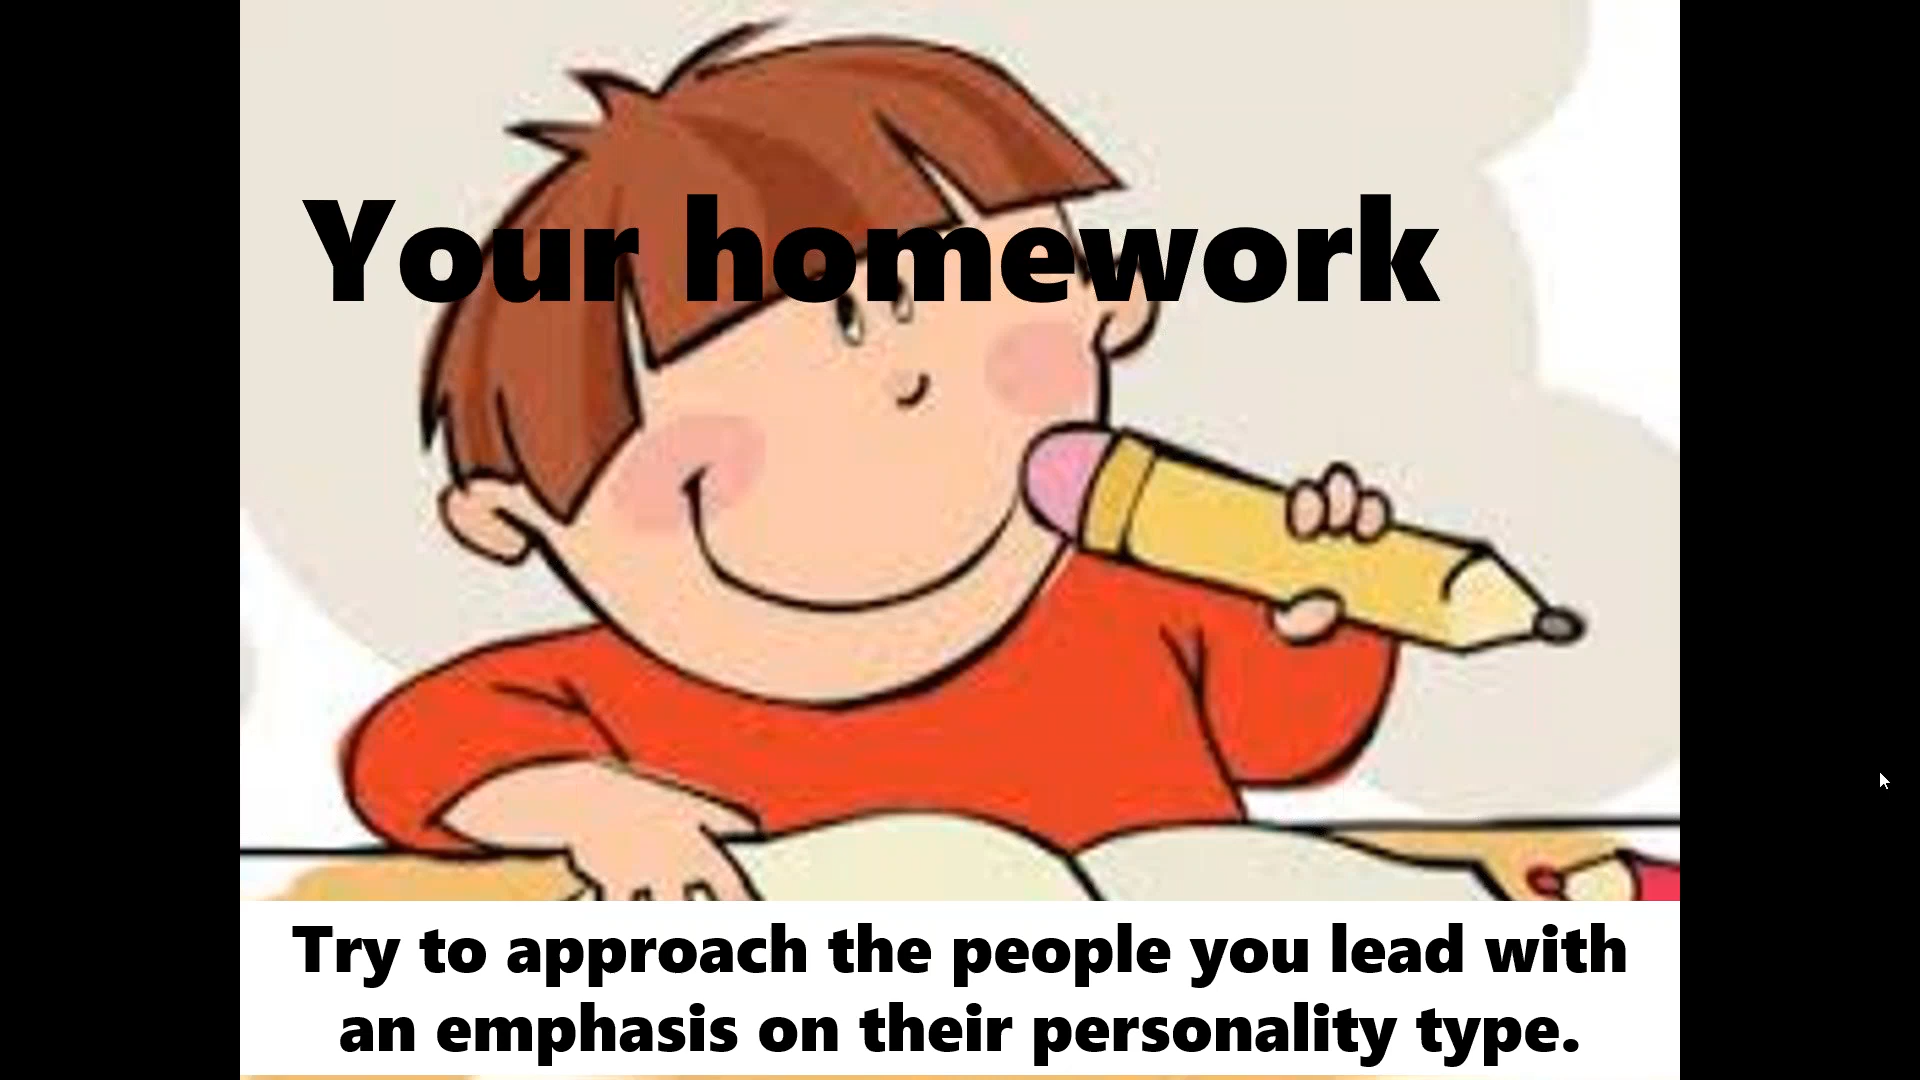 Your homework
Try to approach the people you lead with
an emphasis on their personality type.